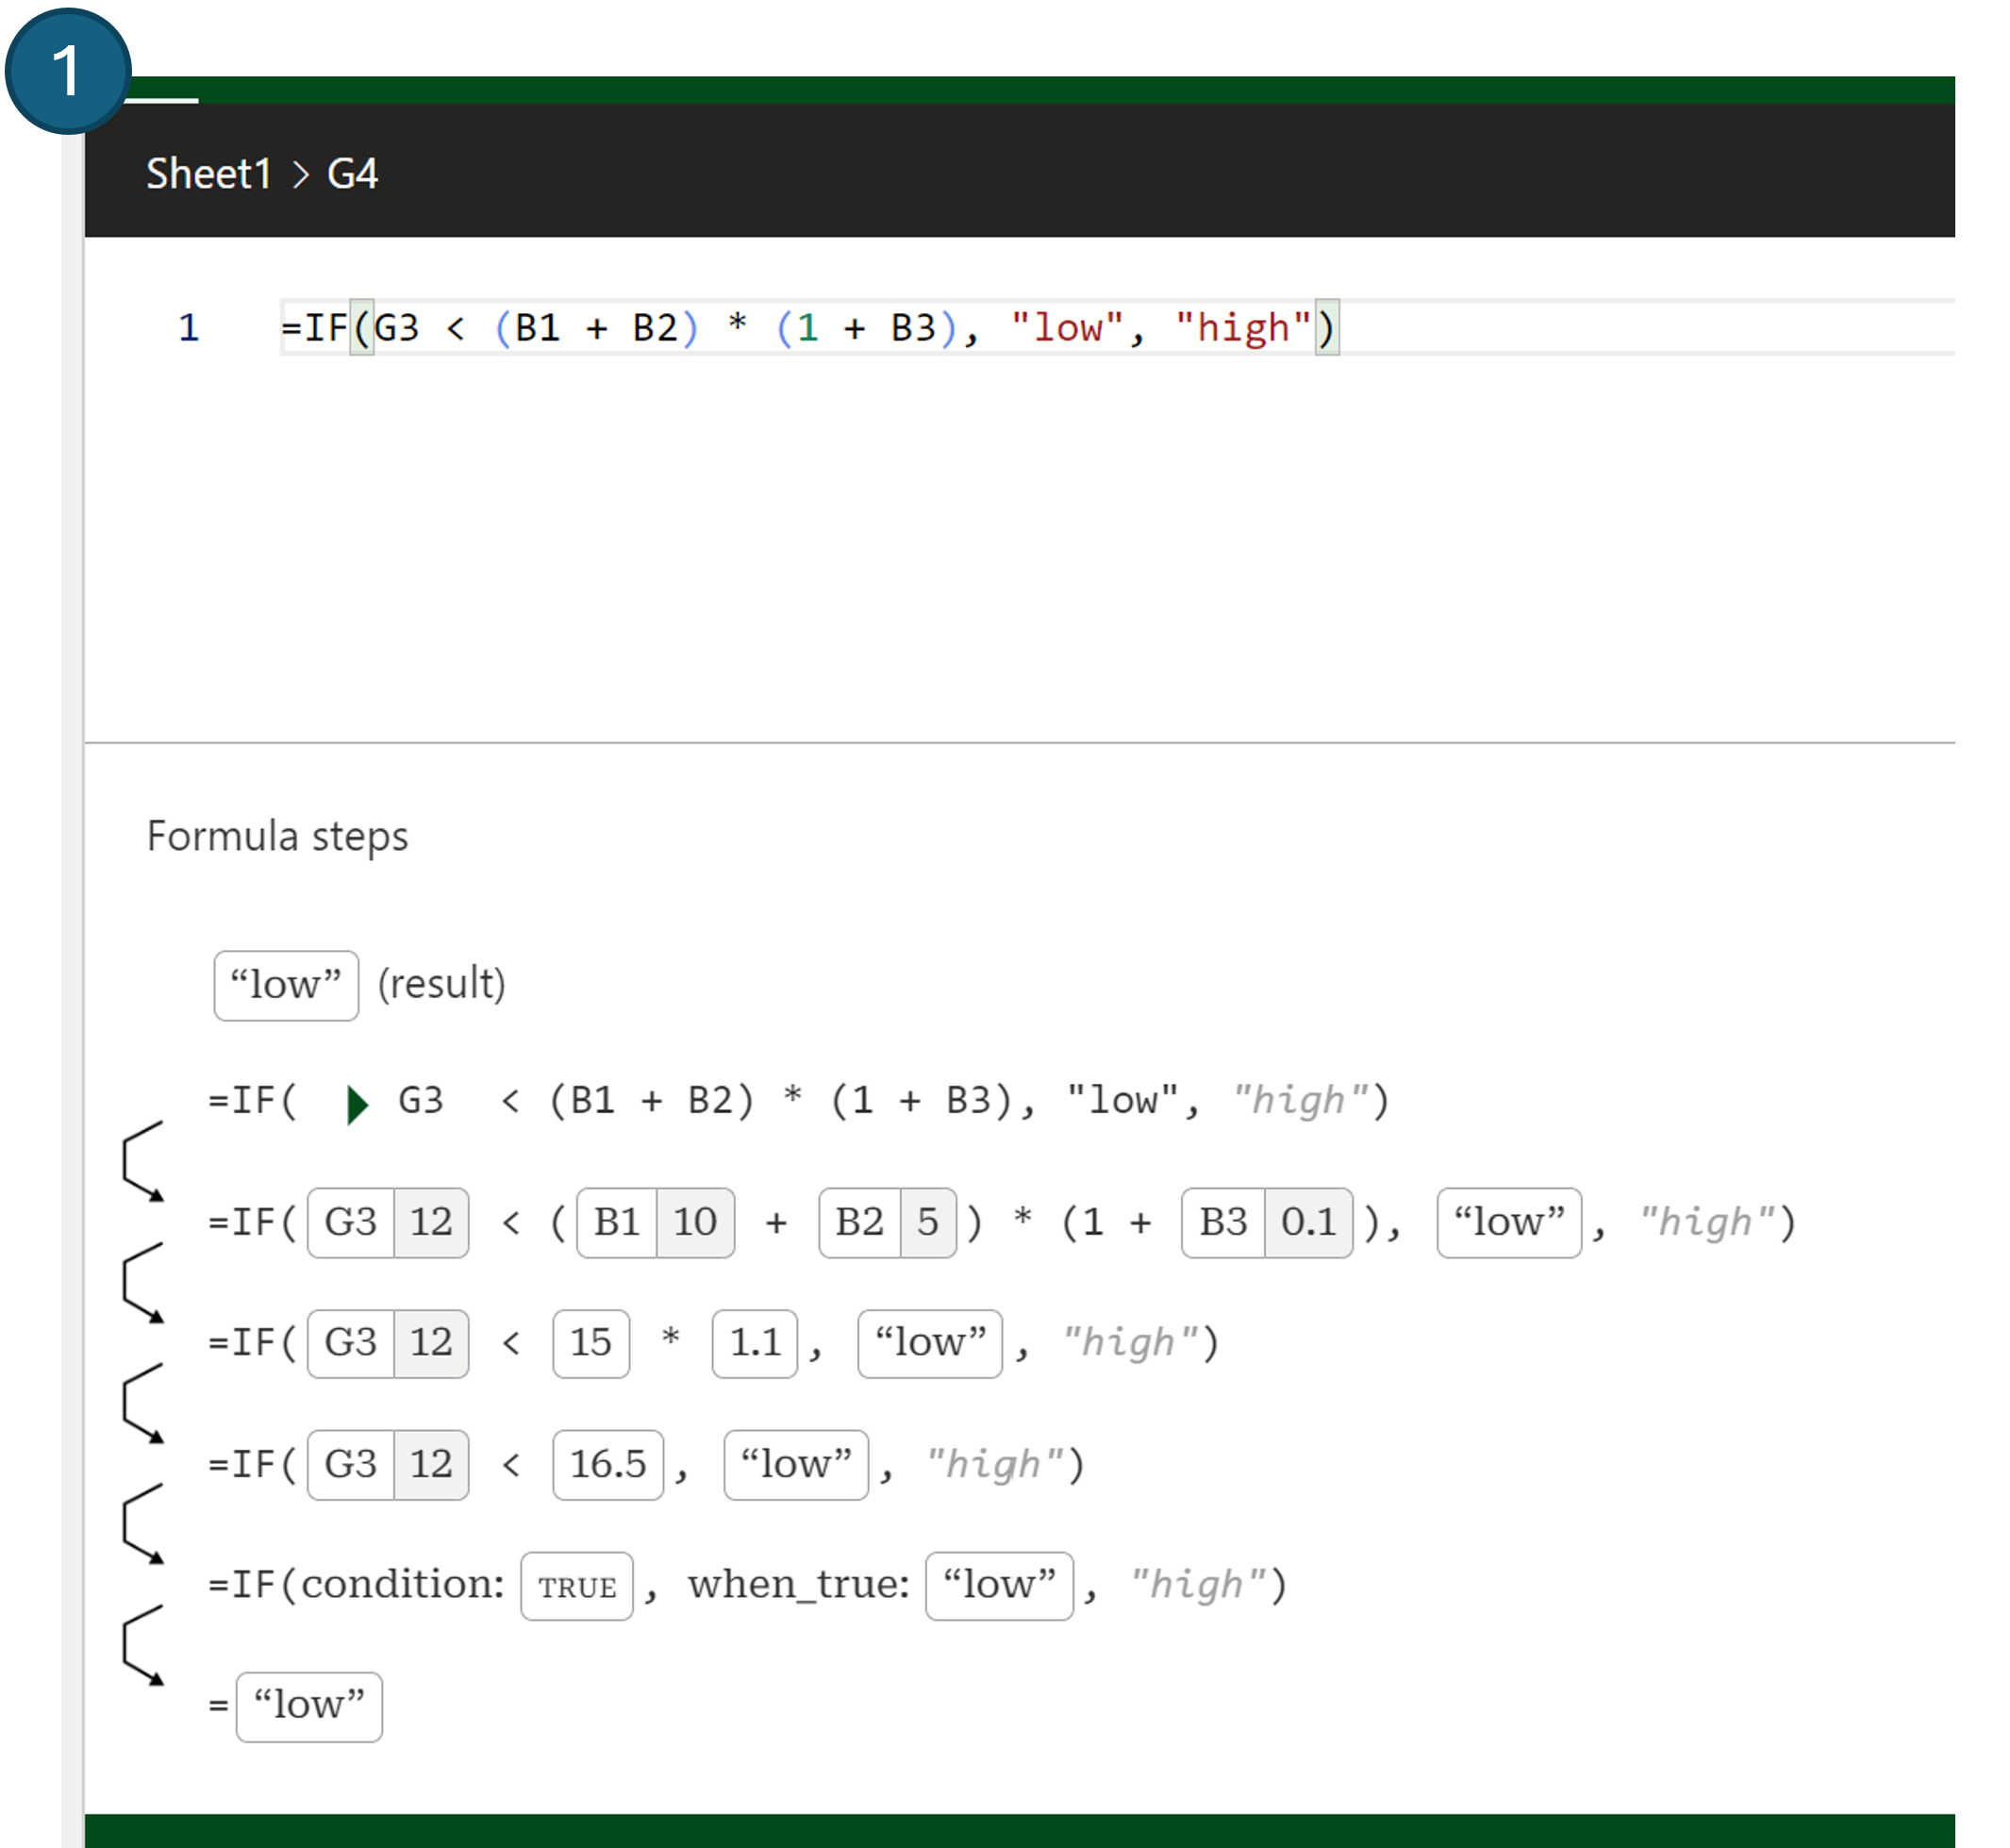 1
Sheet1 > G4
1 =IF(G3 < (B1 + B2) * (1 + B3), "low", "high")
Formula steps
“low” (result)
=IF( G3 < (B1 + B2) * (1 + B3), "low", "high")
=IF( G3 12 < ( B1 10 + B2 5 ) * (1 + B3 0.1 ), “low” , "high")
=IF( G3 12 < 15 * 1.1 , “low” , "high")
=IF( G3 12 < 16.5 , “low” , "high")
=IF(condition: TRUE , when_true: “low” , "high")
= “low”